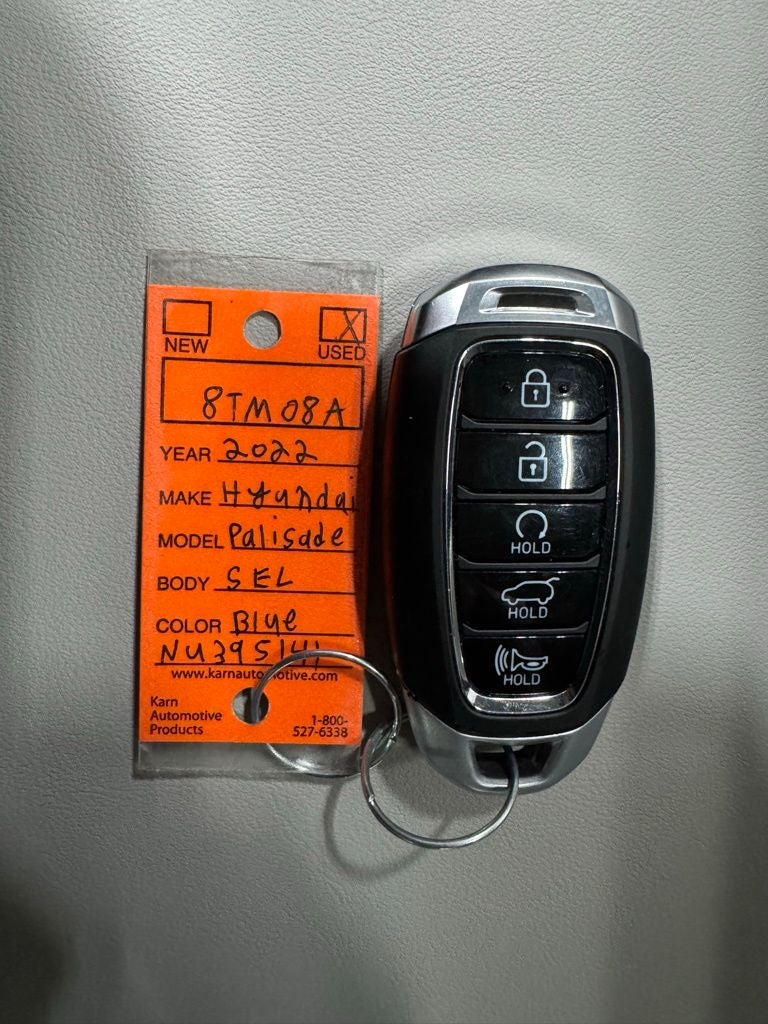 NEW
X
USED
8TM08A
YEAR 2022
MAKE Hyundai
MODEL Palisade
BODY SEL
COLOR Blue
NU395141
www.karnautomotive.com
Karn
Automotive
Products
1-800-
527-6338
HOLD
HOLD
HOLD